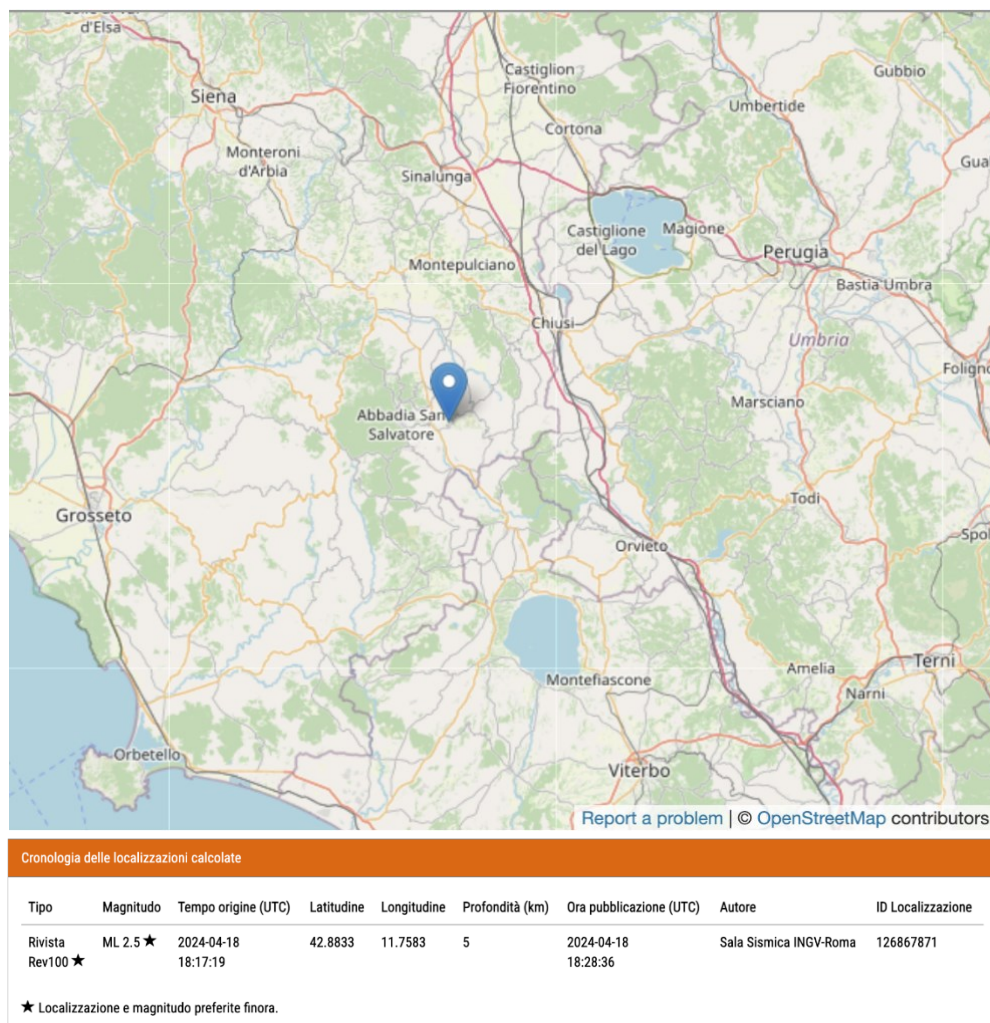 d'Elsa
Siena
Castiglion
Fiorentino
Gubbio
Umbertide
Cortona
Monteroni
d'Arbia
Sinalunga
Gua
Castiglione
del Lago
Magione
Perugia
Montepulciano
Bastia Umbra
Chiusi
Umbria
Foligno
Marsciano
Abbadia San
Salvatore
Todi
Grosseto
Spol
Orvieto
Terni
Amelia
Montefiascone
Narni
Orbetello
Viterbo
Report a problem | © OpenStreetMap contributors
Cronologia delle localizzazioni calcolate
Tipo Magnitudo Tempo origine (UTC) Latitudine Longitudine Profondità (km) Ora pubblicazione (UTC) Autore ID Localizzazione
Rivista ML 2.5 ★ 2024-04-18 42.8833 11.7583 5 2024-04-18 Sala Sismica INGV-Roma 126867871
Rev100 ★ 18:17:19 18:28:36
★ Localizzazione e magnitudo preferite finora.